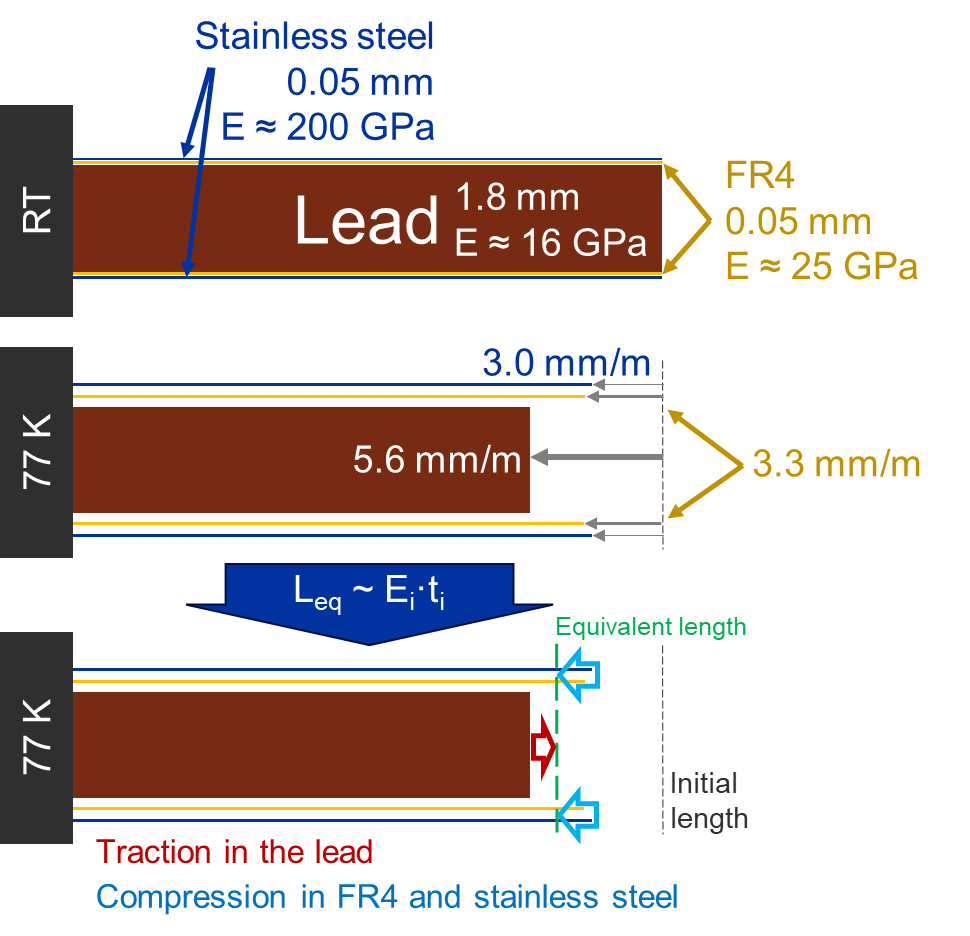 Stainless steel
0.05 mm
E ≈ 200 GPa
RT
Lead
1.8 mm
E ≈ 16 GPa
FR4
0.05 mm
E ≈ 25 GPa
77 K
3.0 mm/m
5.6 mm/m
3.3 mm/m
Leq ~ Ei·ti
Equivalent length
77 K
Initial
length
Traction in the lead
Compression in FR4 and stainless steel